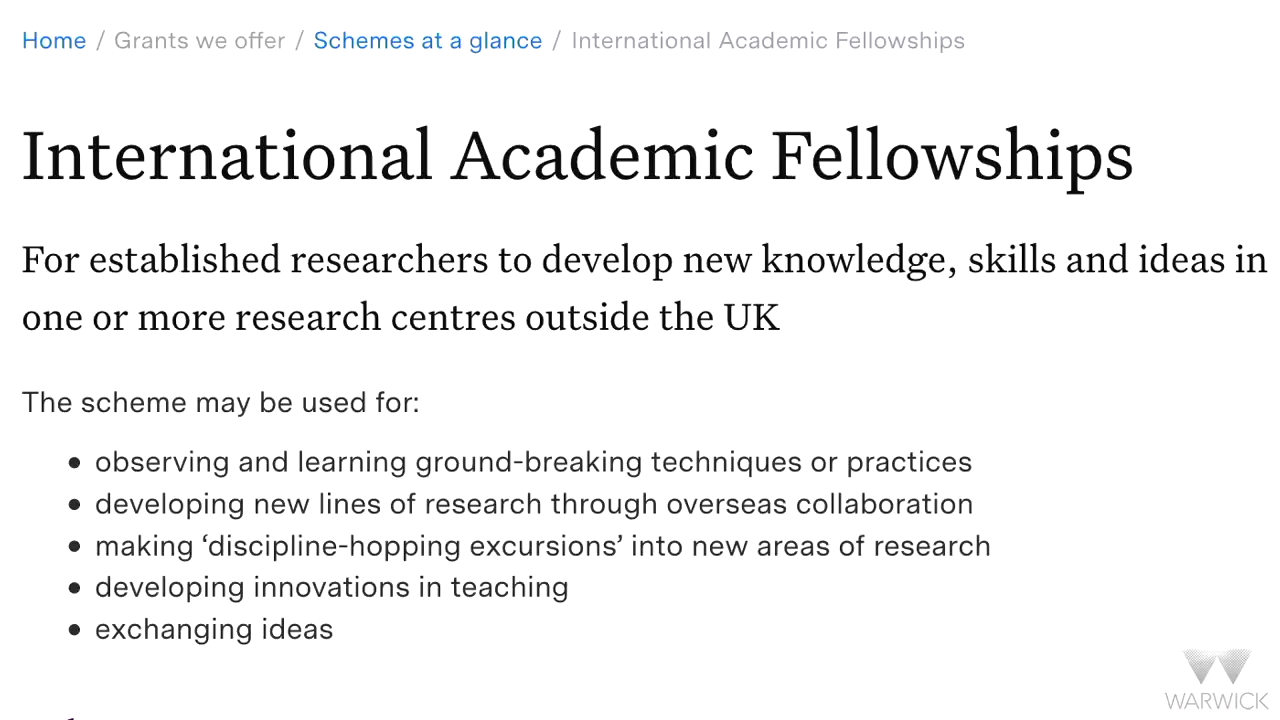 Home / Grants we offer / Schemes at a glance / International Academic Fellowships
International Academic Fellowships
For established researchers to develop new knowledge, skills and ideas in
one or more research centres outside the UK
The scheme may be used for:
• observing and learning ground-breaking techniques or practices
• developing new lines of research through overseas collaboration
• making ‘discipline-hopping excursions’ into new areas of research
• developing innovations in teaching
• exchanging ideas
WARWICK